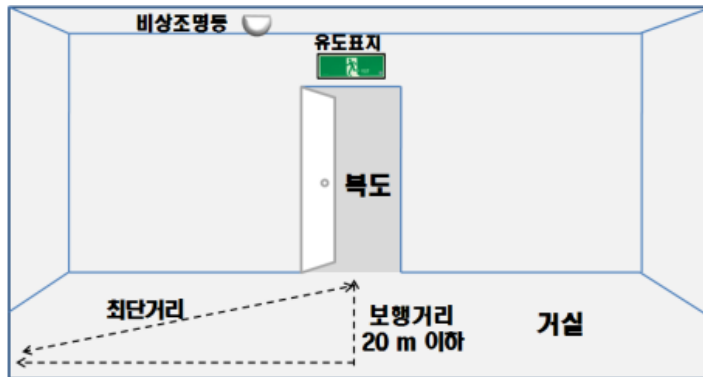 비상조명등
유도표지
복도
최단거리
보행거리
20 m 이하
거실